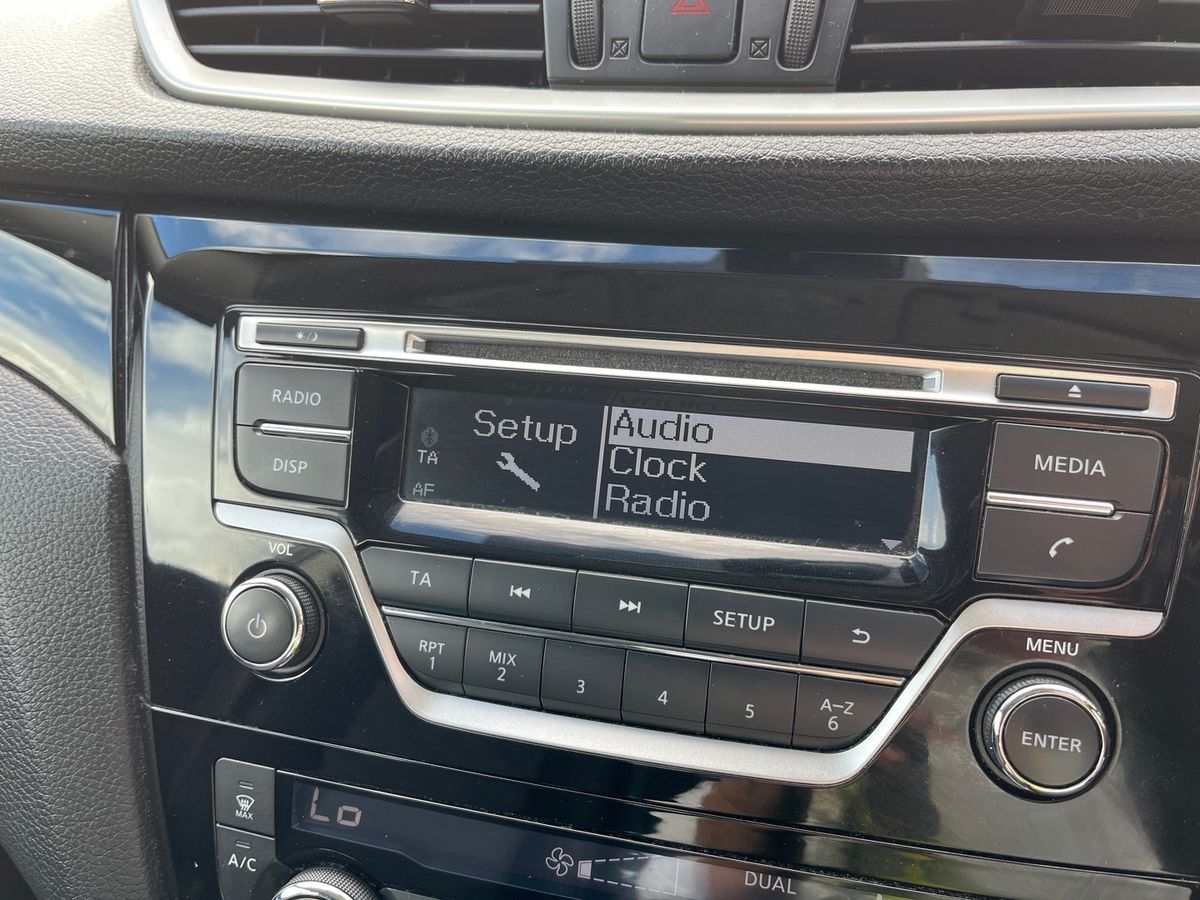 RADIO
DISP
Setup
TA
AF
Audio
Clock
Radio
MEDIA
VOL
TA
SETUP
MENU
RPT
1
MIX
2
3
4
5
A–Z
6
ENTER
MAX
A/C
Lo
DUAL